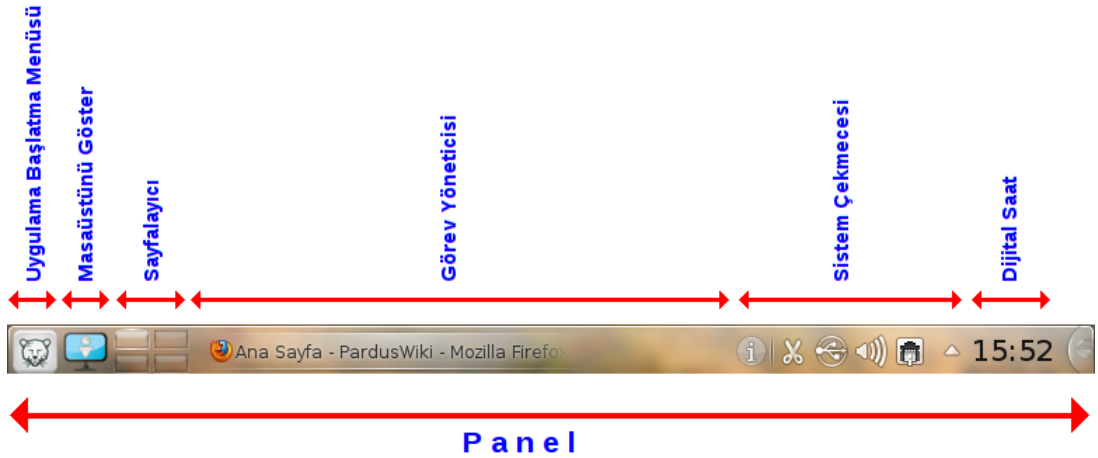 Uygulama Başlatma Menüsü
Masaüstünü Göster
Sayfalayıcı
Görev Yöneticisi
Sistem Çekmecesi
Dijital Saat
Ana Sayfa - PardusWiki - Mozilla Firefox
15:52
Panel